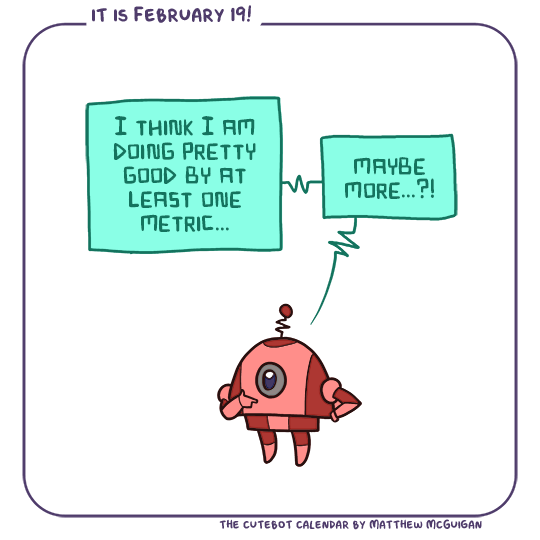 IT IS FEBRUARY 19!
I THINK I AM
DOING PRETTY
GOOD BY AT
LEAST ONE
METRIC...
MAYBE
MORE...?!
THE CUTEBOT CALENDAR BY MATTHEW MCGUIGAN